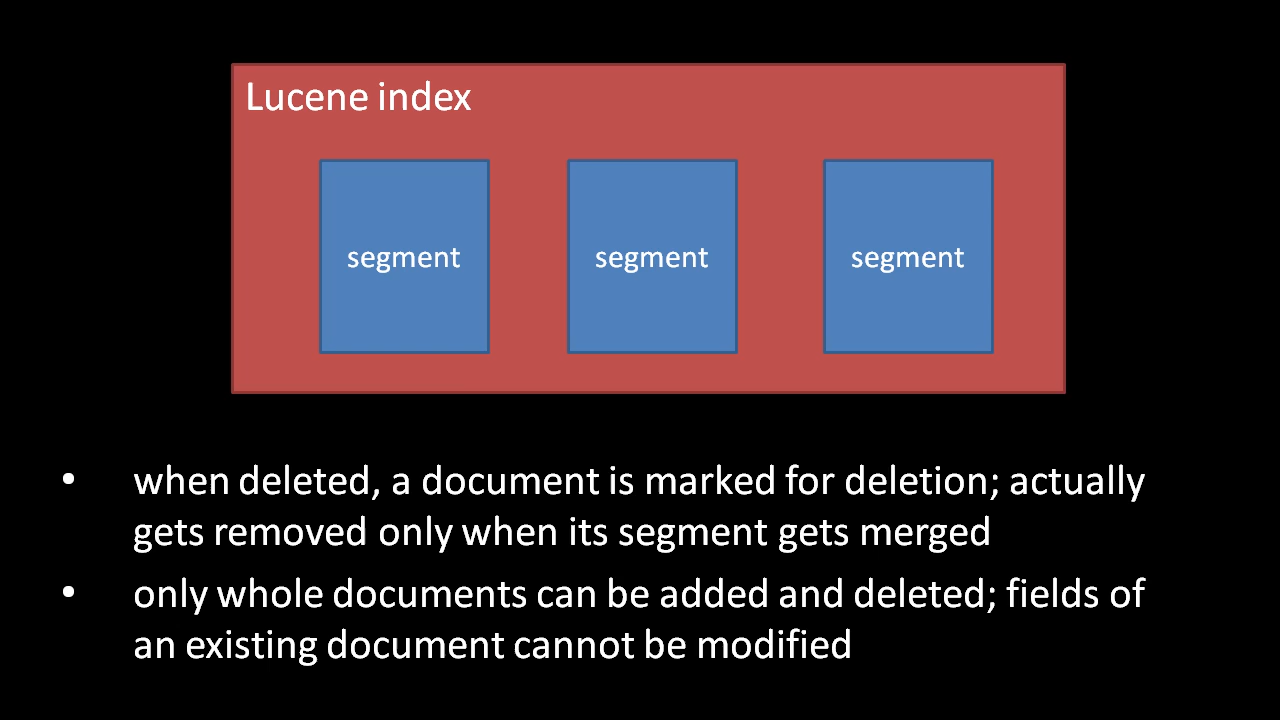 Lucene index
segment segment segment
• when deleted, a document is marked for deletion; actually
gets removed only when its segment gets merged
• only whole documents can be added and deleted; fields of
an existing document cannot be modified